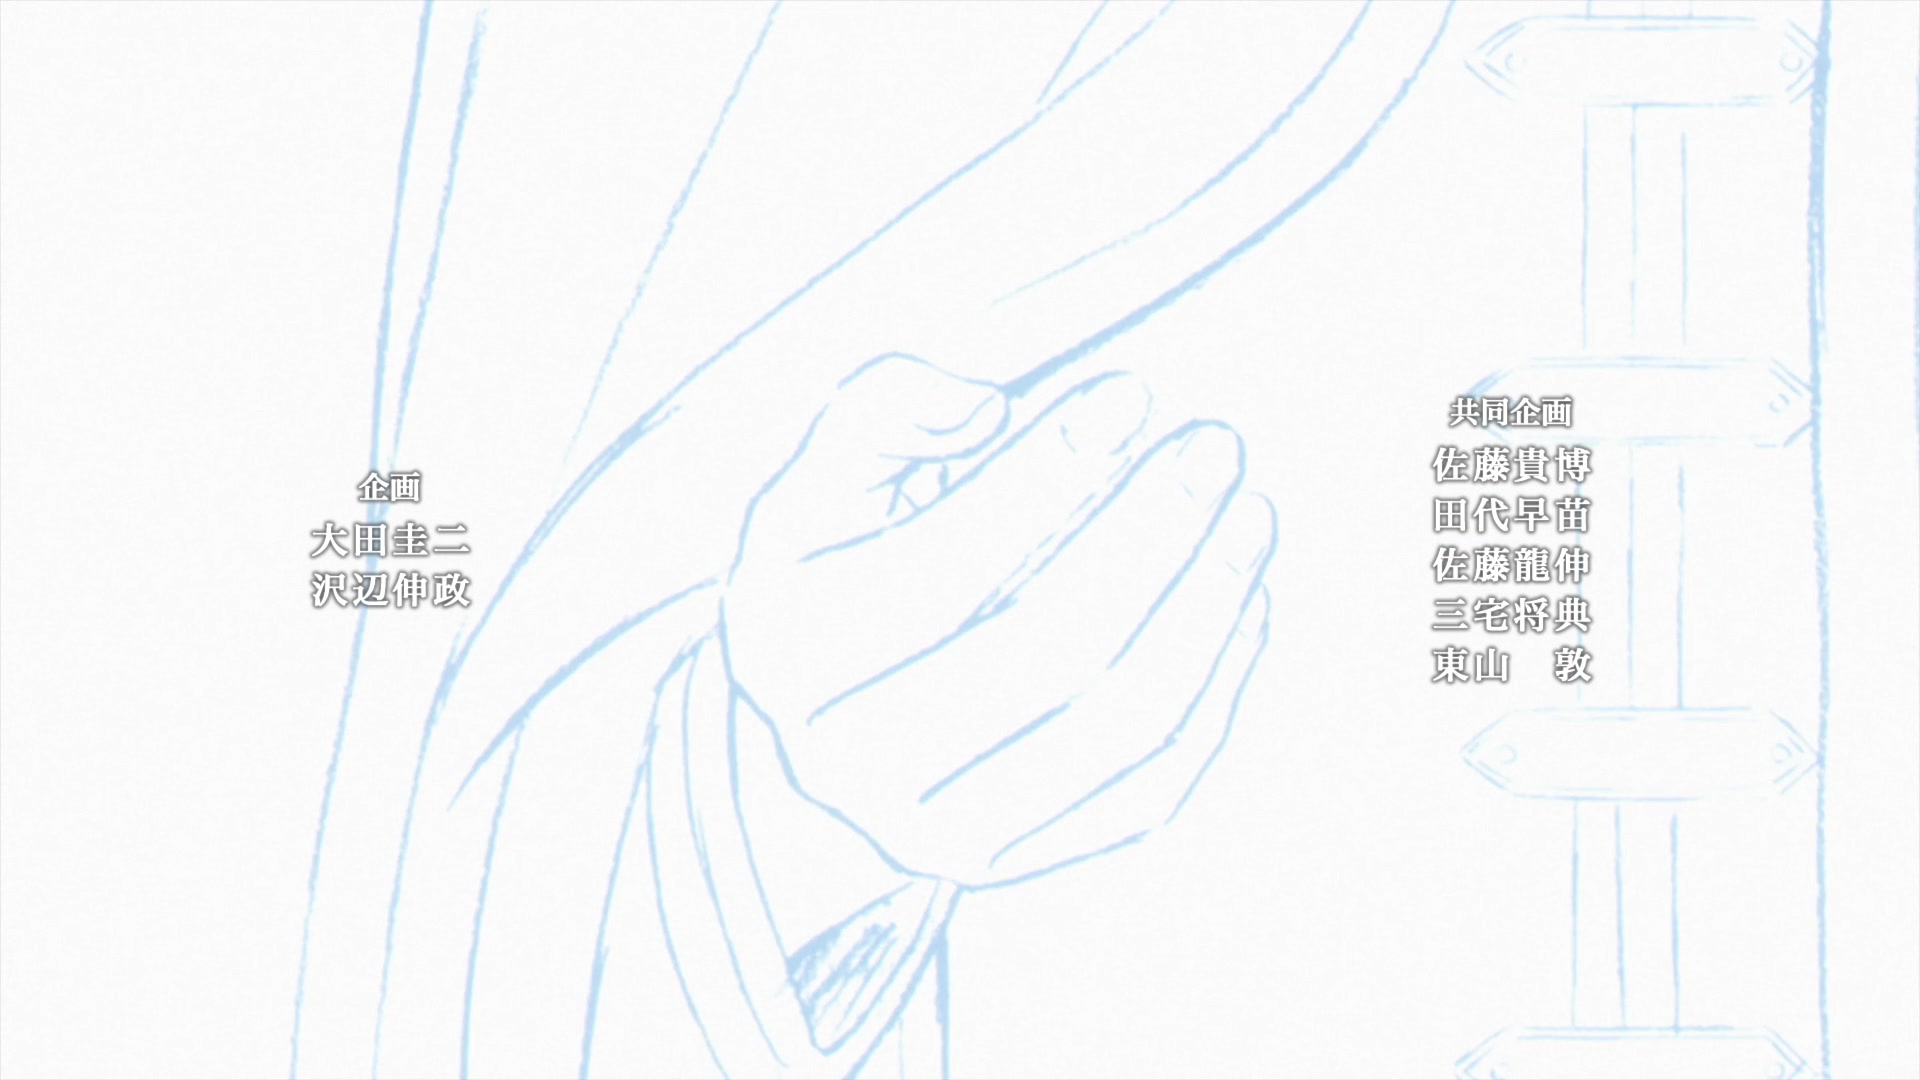 企画
大田圭二
沢辺伸政
共同企画
佐藤貴博
田代早苗
佐藤龍伸
三宅将典
東山　敦